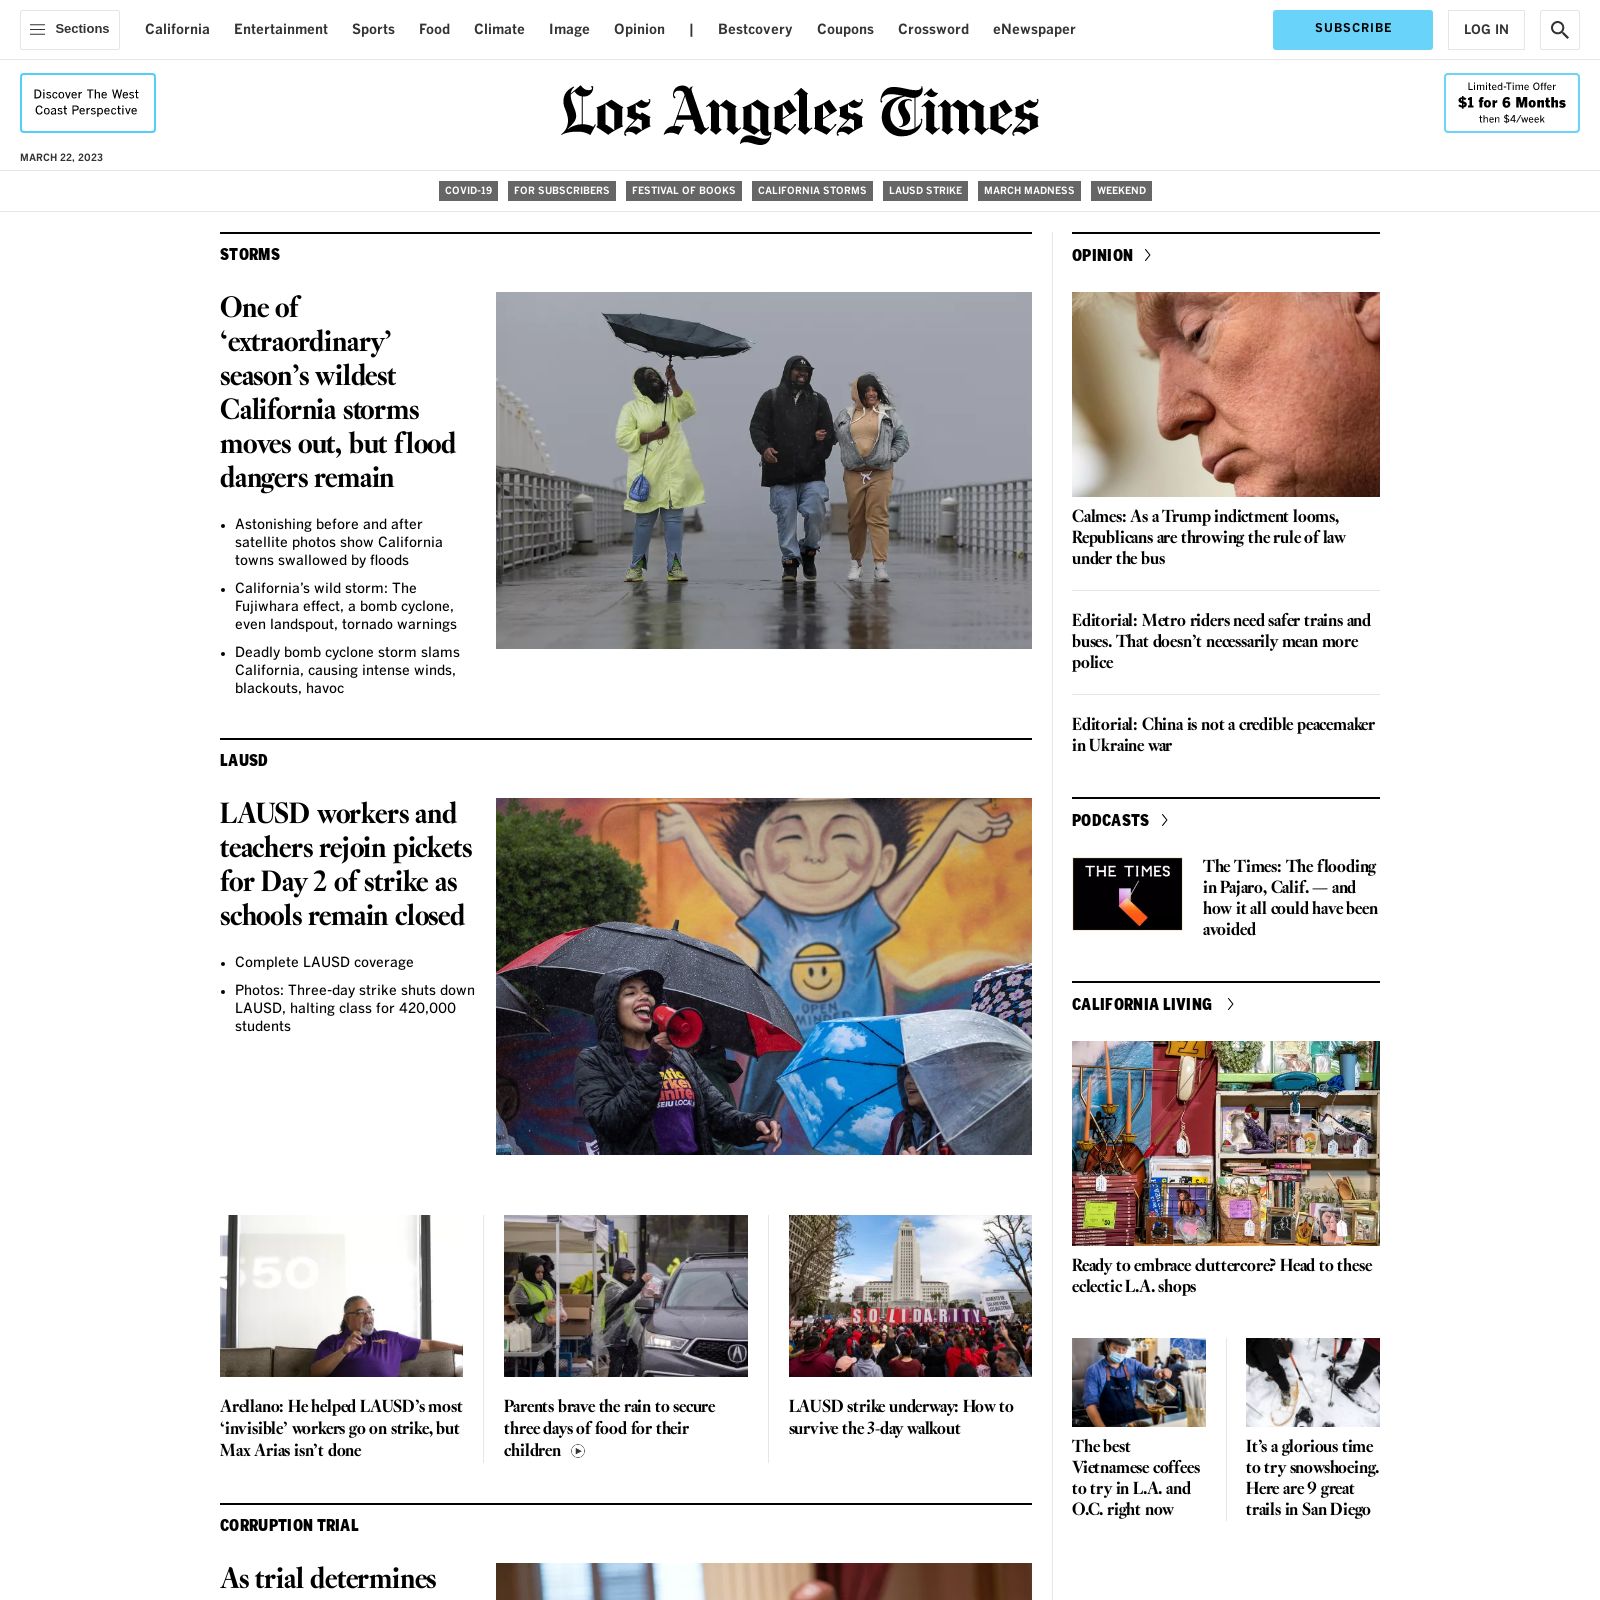 Sections
California
Entertainment
Sports
Food
Climate
Image
Opinion
|
Bestcovery
Coupons
Crossword
eNewspaper
SUBSCRIBE
LOG IN
Discover The West
Coast Perspective
Los Angeles Times
Limited-Time Offer
$1 for 6 Months
then $4/week
MARCH 22, 2023
COVID-19
FOR SUBSCRIBERS
FESTIVAL OF BOOKS
CALIFORNIA STORMS
LAUSD STRIKE
MARCH MADNESS
WEEKEND
STORMS
One of
‘extraordinary’
season’s wildest
California storms
moves out, but flood
dangers remain
Astonishing before and after
satellite photos show California
towns swallowed by floods
California’s wild storm: The
Fujiwhara effect, a bomb cyclone,
even landspout, tornado warnings
Deadly bomb cyclone storm slams
California, causing intense winds,
blackouts, havoc
LAUSD
LAUSD workers and
teachers rejoin pickets
for Day 2 of strike as
schools remain closed
Complete LAUSD coverage
Photos: Three-day strike shuts down
LAUSD, halting class for 420,000
students
OPEN
MINDED
SEIU LOCAL
550
SOLIDARITY
Arellano: He helped LAUSD’s most
‘invisible’ workers go on strike, but
Max Arias isn’t done
Parents brave the rain to secure
three days of food for their
children
LAUSD strike underway: How to
survive the 3-day walkout
CORRUPTION TRIAL
As trial determines
OPINION
Calmes: As a Trump indictment looms,
Republicans are throwing the rule of law
under the bus
Editorial: Metro riders need safer trains and
buses. That doesn’t necessarily mean more
police
Editorial: China is not a credible peacemaker
in Ukraine war
PODCASTS
THE TIMES
The Times: The flooding
in Pajaro, Calif. — and
how it all could have been
avoided
CALIFORNIA LIVING
Ready to embrace cluttercore? Head to these
eclectic L.A. shops
The best
Vietnamese coffees
to try in L.A. and
O.C. right now
It’s a glorious time
to try snowshoeing.
Here are 9 great
trails in San Diego